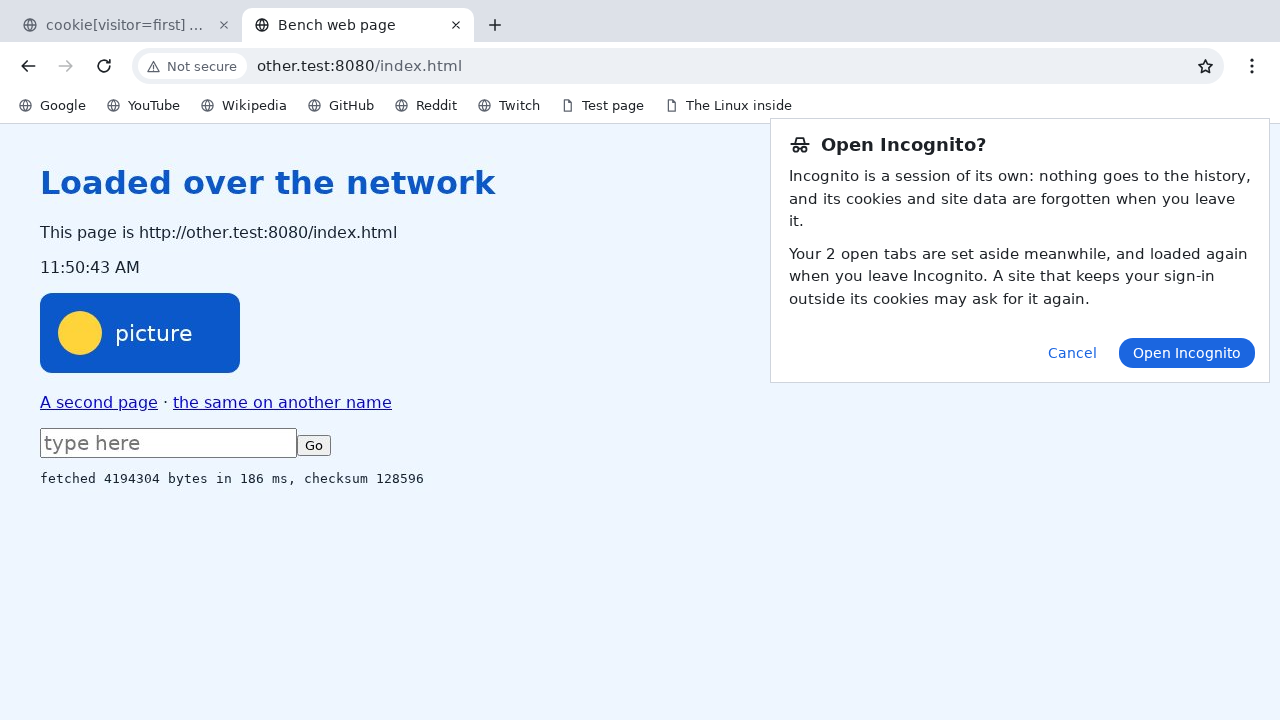 cookie[visitor=first] ...
Bench web page
Not secure
other.test:8080/index.html
Google
YouTube
Wikipedia
GitHub
Reddit
Twitch
Test page
The Linux inside
Loaded over the network
This page is http://other.test:8080/index.html
11:50:43 AM
picture
A second page · the same on another name
type here
Go
fetched 4194304 bytes in 186 ms, checksum 128596
Open Incognito?
Incognito is a session of its own: nothing goes to the history,
and its cookies and site data are forgotten when you leave
it.
Your 2 open tabs are set aside meanwhile, and loaded again
when you leave Incognito. A site that keeps your sign-in
outside its cookies may ask for it again.
Cancel
Open Incognito